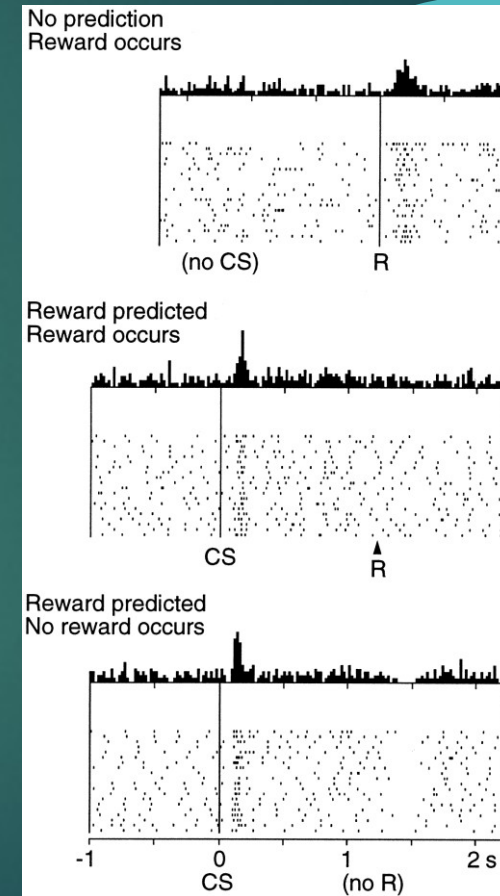 No prediction
Reward occurs
(no CS) R
Reward predicted
Reward occurs
CS R
Reward predicted
No reward occurs
-1 0 1 2 s
CS (no R)